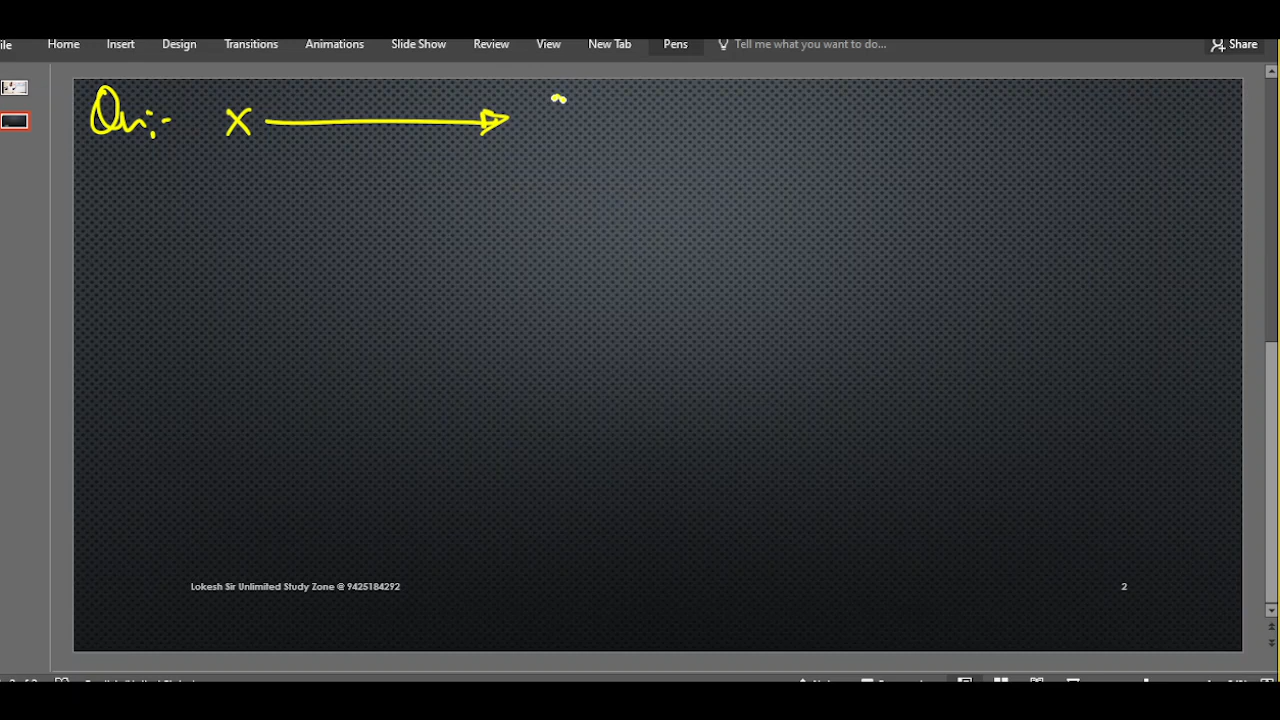 ile Home Insert Design Transitions Animations Slide Show Review View New Tab Pens Tell me what you want to do... Share
Qn:- x
Lokesh Sir Unlimited Study Zone @ 9425184292 2